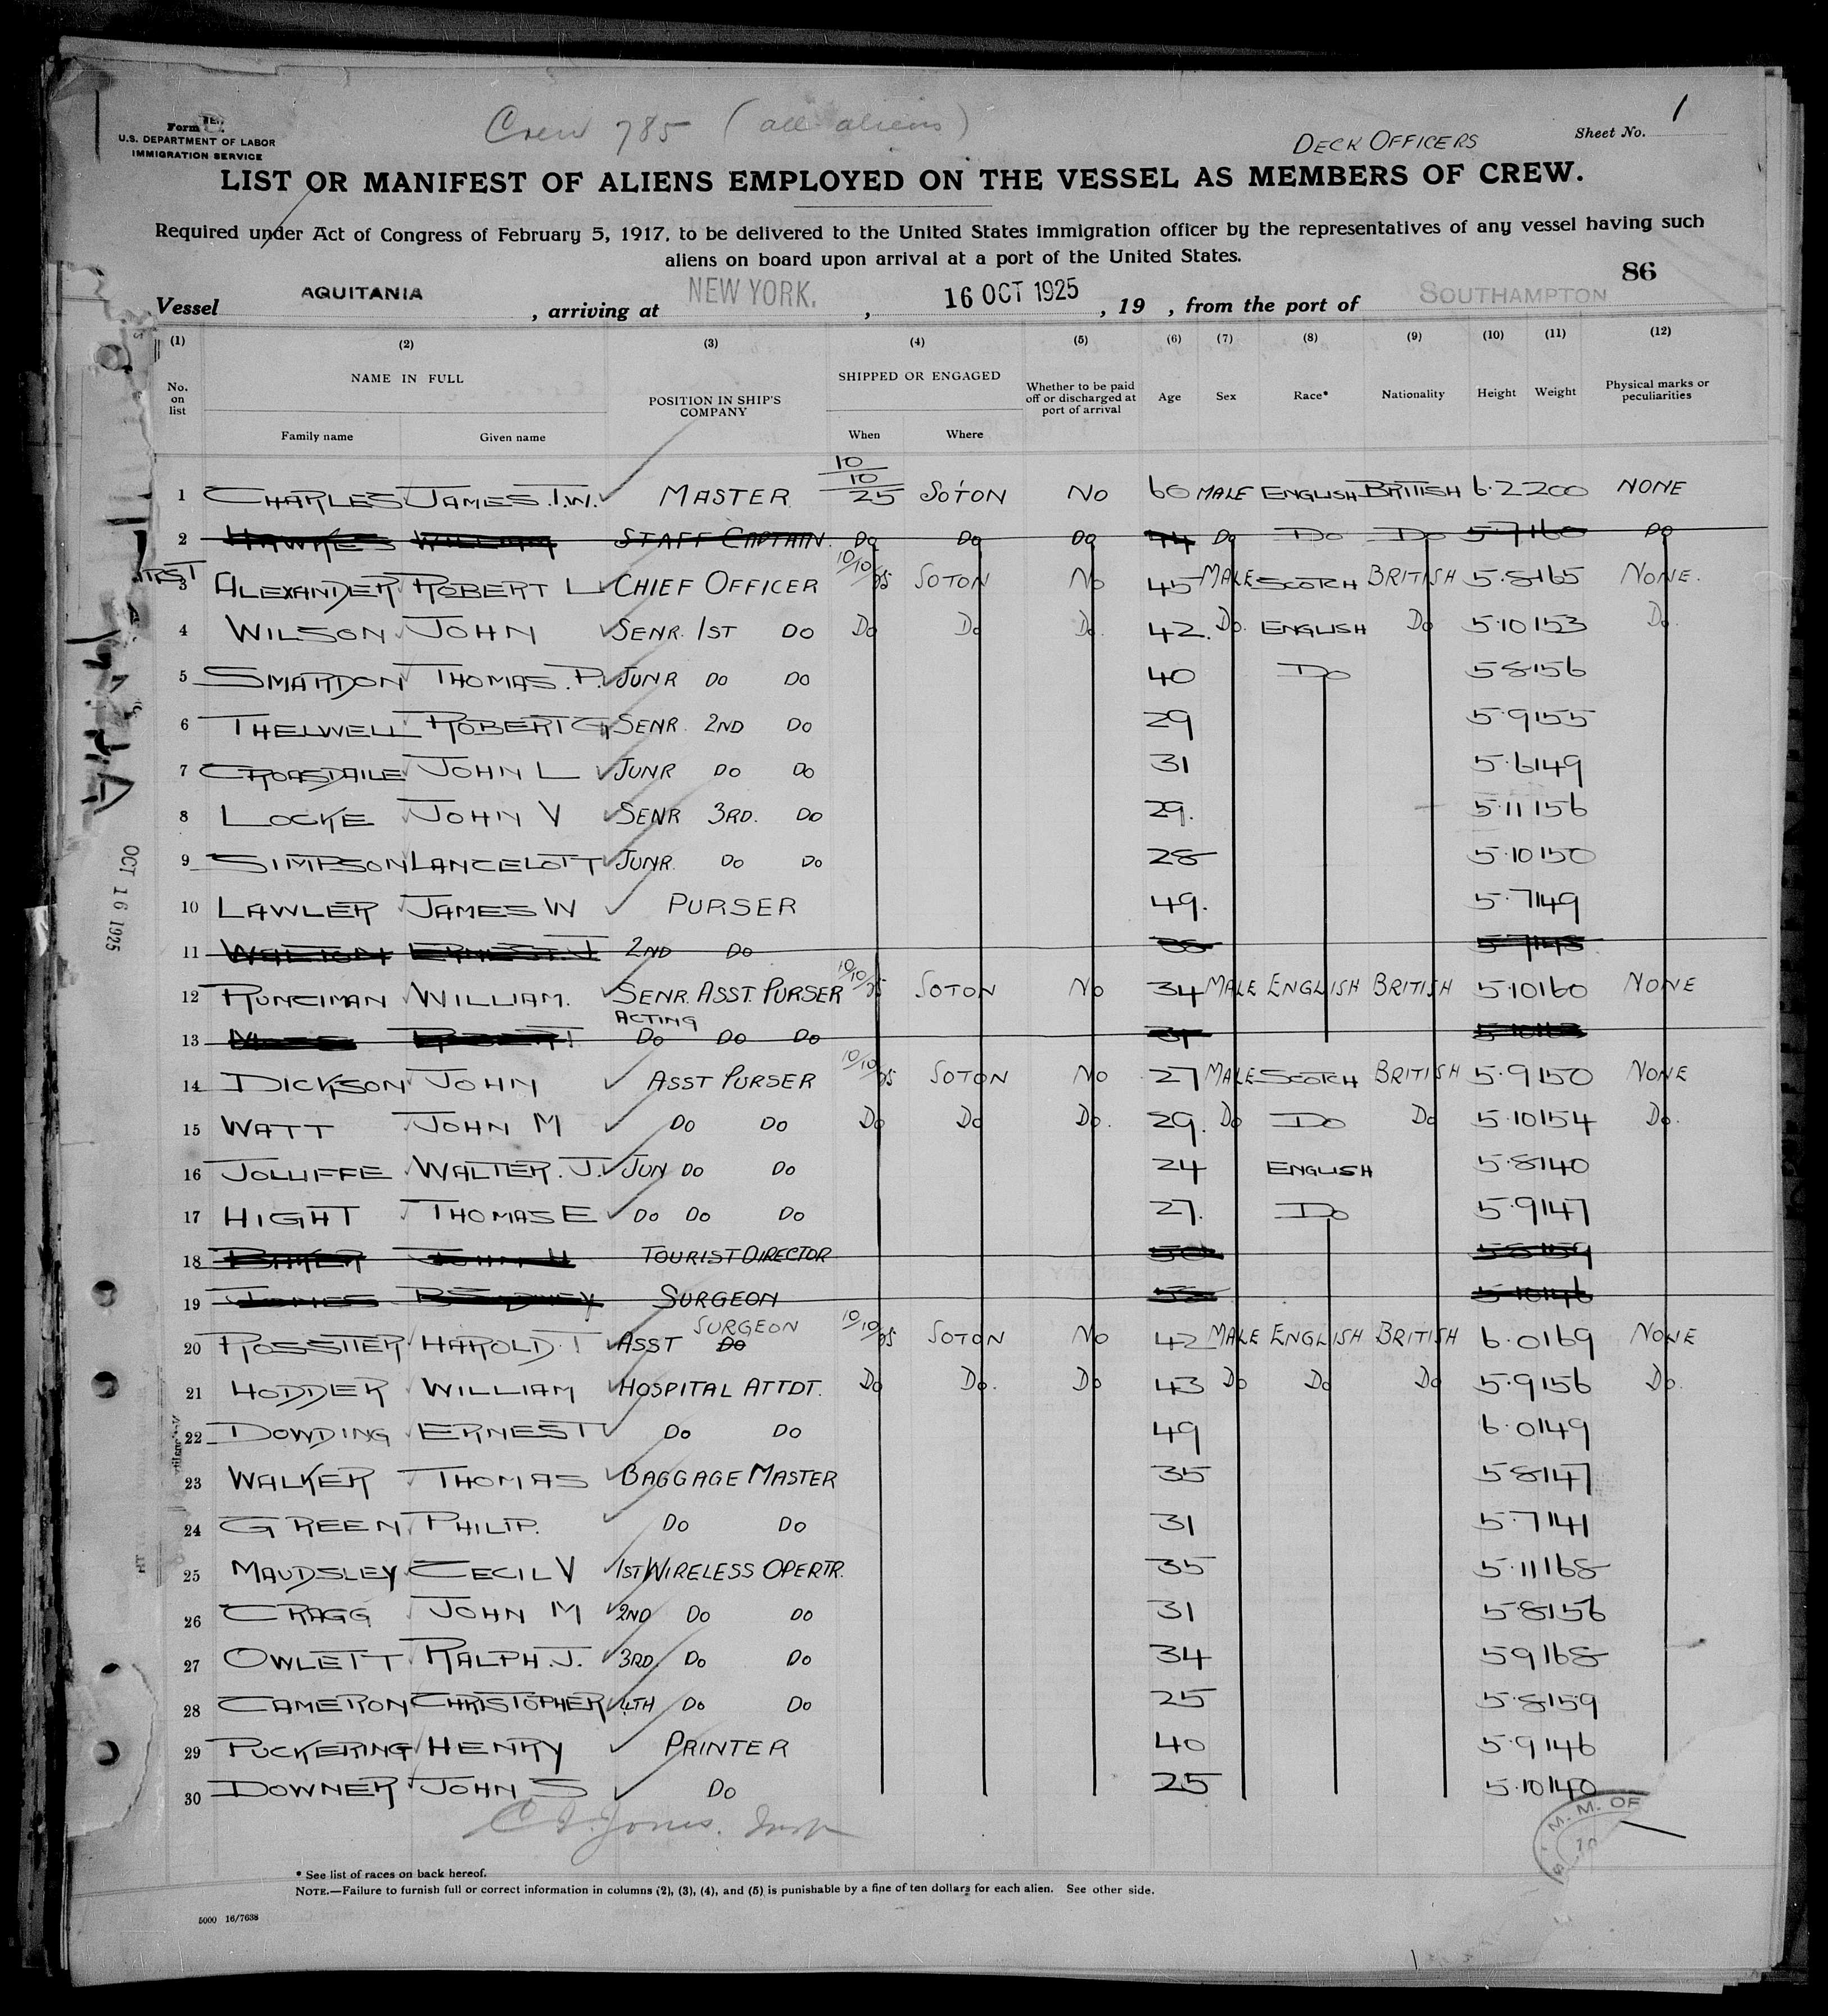 Crew 785 (all aliens)
1
Form
U.S. DEPARTMENT OF LABOR
IMMIGRATION SERVICE
DECK OFFICERS
Sheet No.
LIST OR MANIFEST OF ALIENS EMPLOYED ON THE VESSEL AS MEMBERS OF CREW.
Required under Act of Congress of February 5, 1917, to be delivered to the United States immigration officer by the representatives of any vessel having such
aliens on board upon arrival at a port of the United States.
86
Vessel AQUITANIA, arriving at NEW YORK., 16 OCT 1925, 19 , from the port of SOUTHAMPTON
(1) (2) (3) (4) (5) (6) (7) (8) (9) (10) (11) (12)
No. on list NAME IN FULL POSITION IN SHIP'S COMPANY SHIPPED OR ENGAGED Whether to be paid off or discharged at port of arrival Age Sex Race* Nationality Height Weight Physical marks or peculiarities
Family name Given name When Where
1 CHARLES JAMES. T.W. MASTER 10/10/25 SOTON NO 60 MALE ENGLISH BRITISH 6.2 200 NONE
2 HAWKES WILLIAM STAFF CAPTAIN DO DO DO 44 DO DO DO 5.7 160 DO
3 ALEXANDER ROBERT L CHIEF OFFICER 10/10/25 SOTON NO 45 MALE SCOTCH BRITISH 5.8 165 NONE.
4 WILSON JOHN SENR. 1ST DO DO DO DO 42. DO. ENGLISH DO 5.10 153 DO.
5 SMARDON THOMAS. P. JUNR DO DO 40 DO 5.8 156
6 THELWELL ROBERT G SENR. 2ND DO 29 5.9 155
7 CROASDAILE JOHN L JUNR DO DO 31 5.6 149
8 LOCKE JOHN V SENR 3RD. DO 29. 5.11 156
9 SIMPSON LANCELOTT JUNR. DO DO 28 5.10 150
10 LAWLER JAMES W PURSER 49. 5.7 149
11 ERNEST. J 2ND DO
12 RUNCIMAN WILLIAM. SENR. ASST. PURSER 10/10/25 SOTON NO 34 MALE ENGLISH BRITISH 5.10 160 NONE
ACTING
13 DO DO DO
14 DICKSON JOHN ASST PURSER 10/10/25 SOTON NO 27 MALE SCOTCH BRITISH 5.9 150 NONE
15 WATT JOHN M DO DO DO DO DO. 29. DO DO DO 5.10 154 DO.
16 JOLLIFFE WALTER. J. JUN DO DO 24 ENGLISH 5.8 140
17 HIGHT THOMAS E DO DO DO 27. DO 5.9 147
18 BAKER JOHN H TOURIST DIRECTOR 50
19 JONES SURGEON 5.10 146
SURGEON
20 ROSSITER HAROLD. T ASST DO 10/10/25 SOTON NO 42 MALE ENGLISH BRITISH 6.0 169 NONE
21 HODDER WILLIAM HOSPITAL ATTDT. DO DO. DO 43 DO DO DO 5.9 156 DO.
22 DOWDING ERNEST DO DO 49 6.0 149
23 WALKER THOMAS BAGGAGE MASTER 35 5.8 147
24 GREEN PHILIP. DO DO 31 5.7 141
25 MAUDSLEY CECIL V 1ST WIRELESS OPERTR. 35 5.11 168
26 CRAGG JOHN M 2ND DO DO 31 5.8 156
27 OWLETT RALPH. J. 3RD DO DO 34 5 9 168
28 CAMERON CHRISTOPHER 4TH DO DO 25 5.8 159
29 PUCKERING HENRY PRINTER 40 5.9 146
30 DOWNER JOHN S DO 25 5.10 140
Jones. Insp
OCT 16 1925
M. M. OF
* See list of races on back hereof.
NOTE.—Failure to furnish full or correct information in columns (2), (3), (4), and (5) is punishable by a fine of ten dollars for each alien. See other side.
5000 16/7638